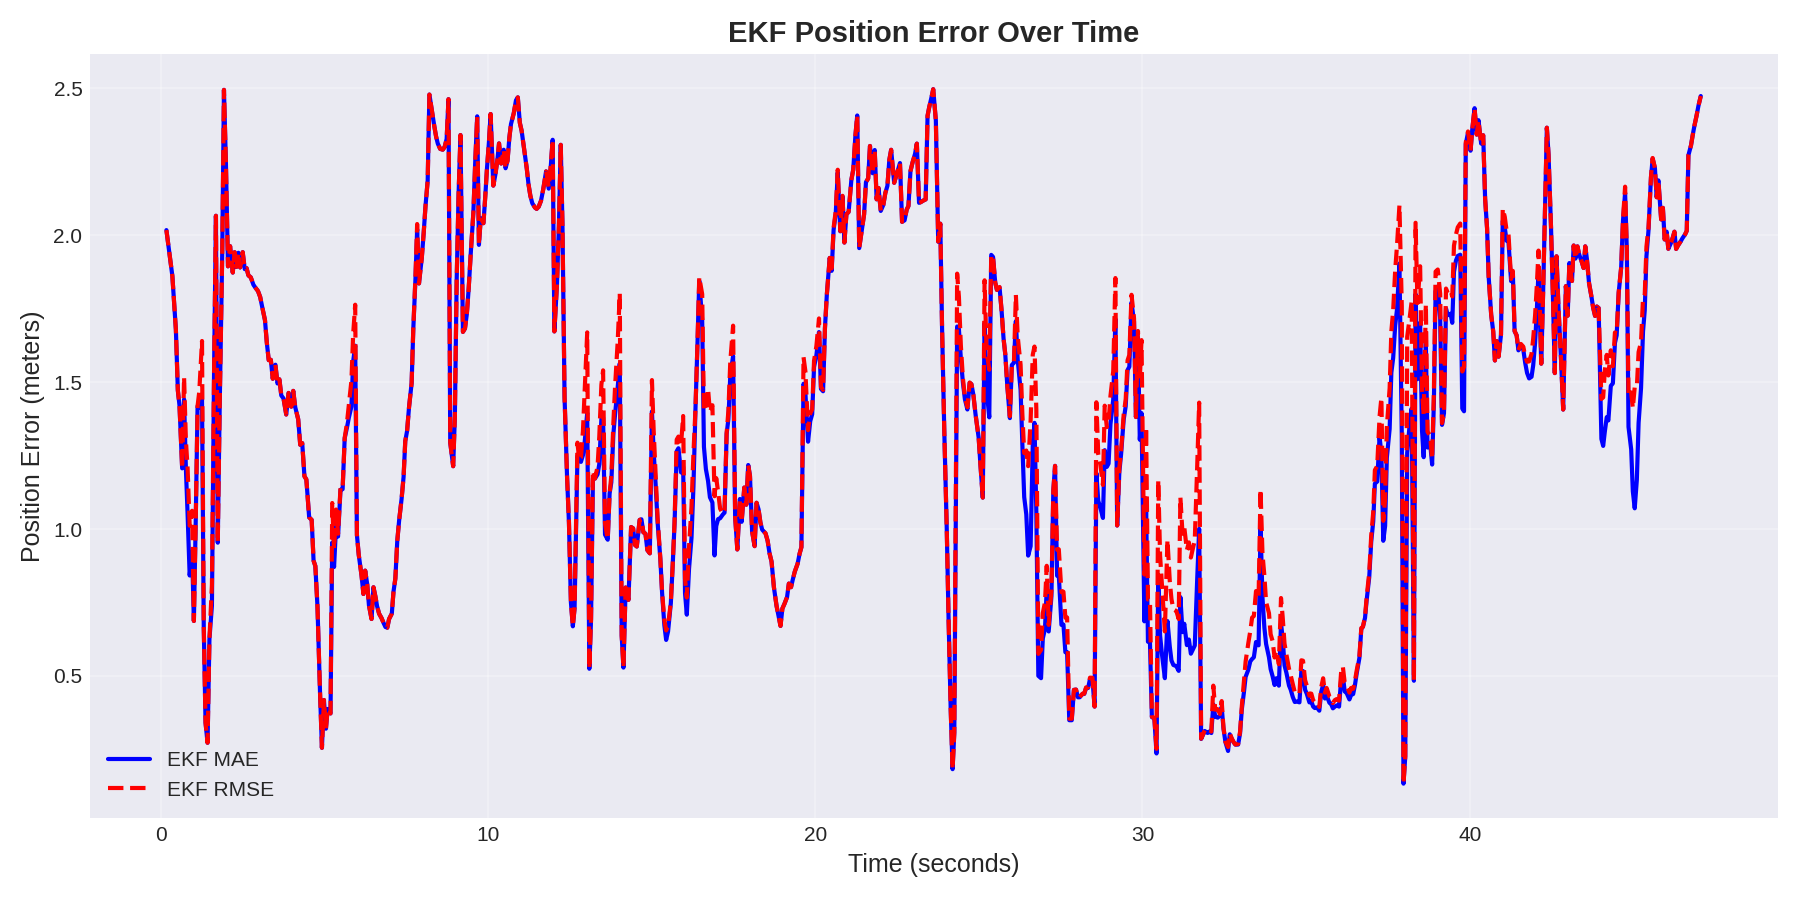 EKF Position Error Over Time
Position Error (meters)
2.5
2.0
1.5
1.0
0.5
EKF MAE
EKF RMSE
0
10
20
30
40
Time (seconds)